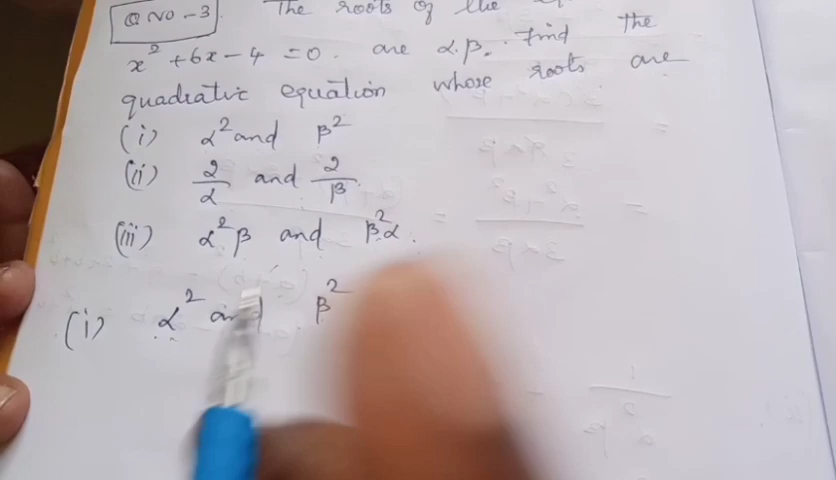 Q NO -3. The roots of the
x² + 6x - 4 = 0. are α.β. Find the
quadratic equation whose roots are
(i) α² and β²
(ii) 2/α and 2/β.
(iii) α²β and β²α.
(i) α² and β²